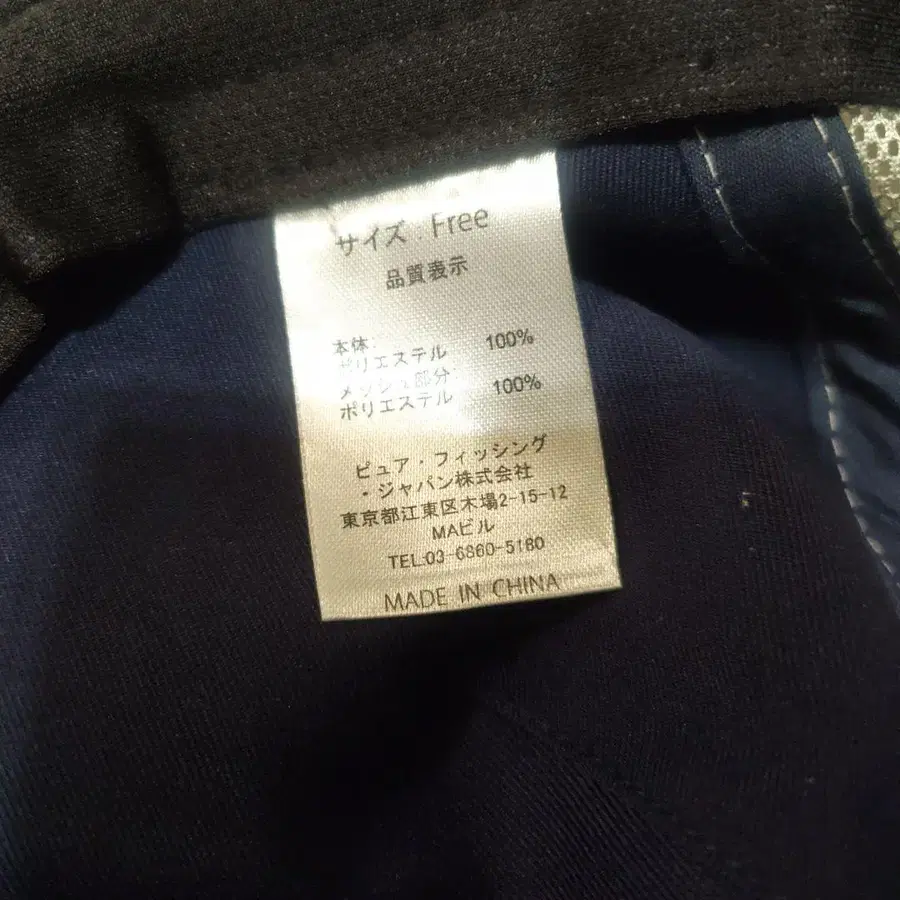 サイズ : Free
品質表示
本体:
ポリエステル 100%
メッシュ部分
ポリエステル 100%
ピュア・フィッシング
・ジャパン株式会社
東京都江東区木場2-15-12
MAビル
TEL.03-6860-5180
MADE IN CHINA